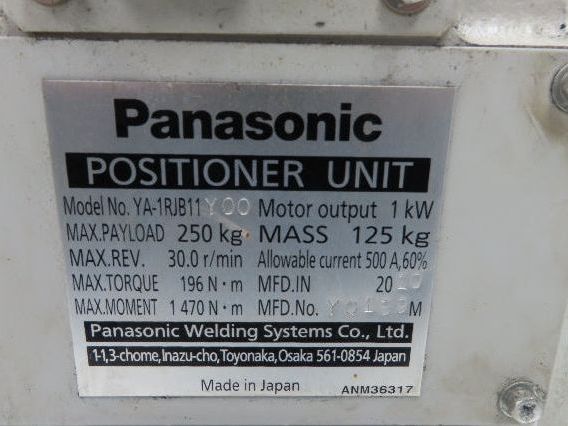 Panasonic
POSITIONER UNIT
Model No. YA-1RJB11 Y00 Motor output 1 kW
MAX.PAYLOAD 250 kg MASS 125 kg
MAX.REV. 30.0 r/min Allowable current 500 A,60%
MAX.TORQUE 196 N·m MFD.IN 20
MAX.MOMENT 1 470 N·m MFD.No. M
Panasonic Welding Systems Co., Ltd.
1-1,3-chome,Inazu-cho,Toyonaka,Osaka 561-0854 Japan
Made in Japan ANM36317